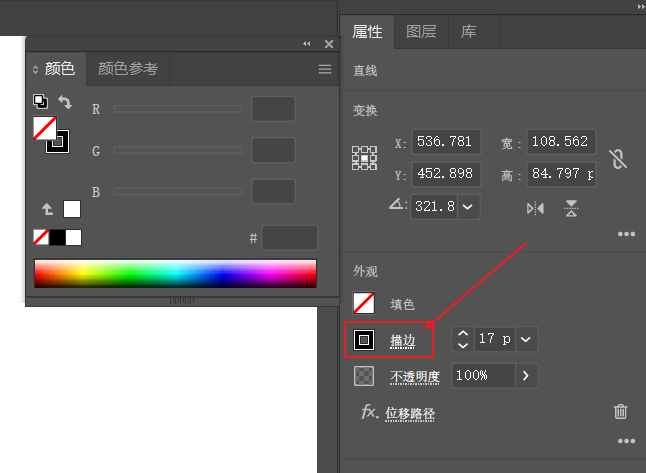 属性 图层 库
颜色 颜色参考
直线
变换
R
G
B
#
X: 536.781 宽: 108.562
Y: 452.898 高: 84.797 p
321.8
外观
填色
描边 17 p
不透明度 100%
fx. 位移路径